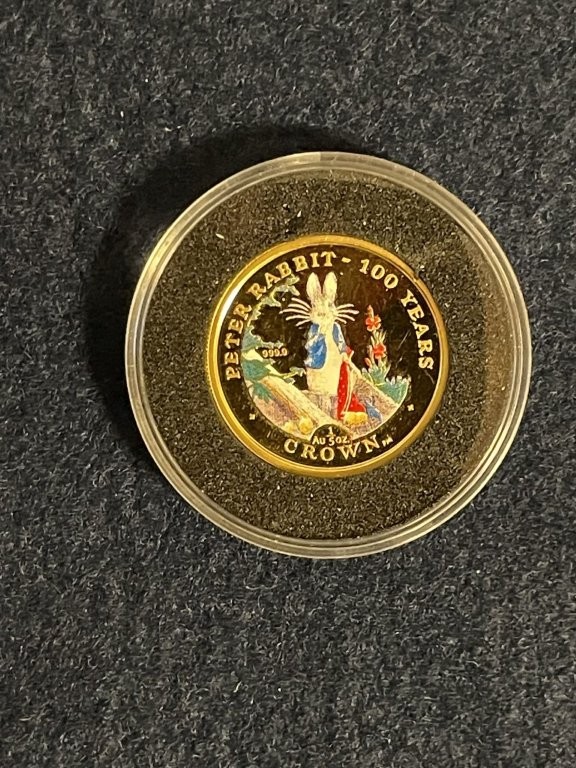 PETER RABBIT - 100 YEARS
999.9
1
AU 5 OZ.
CROWN